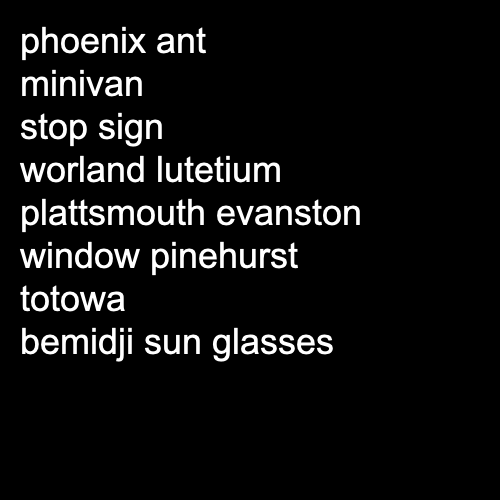 phoenix ant
minivan
stop sign
worland lutetium
plattsmouth evanston
window pinehurst
totowa
bemidji sun glasses